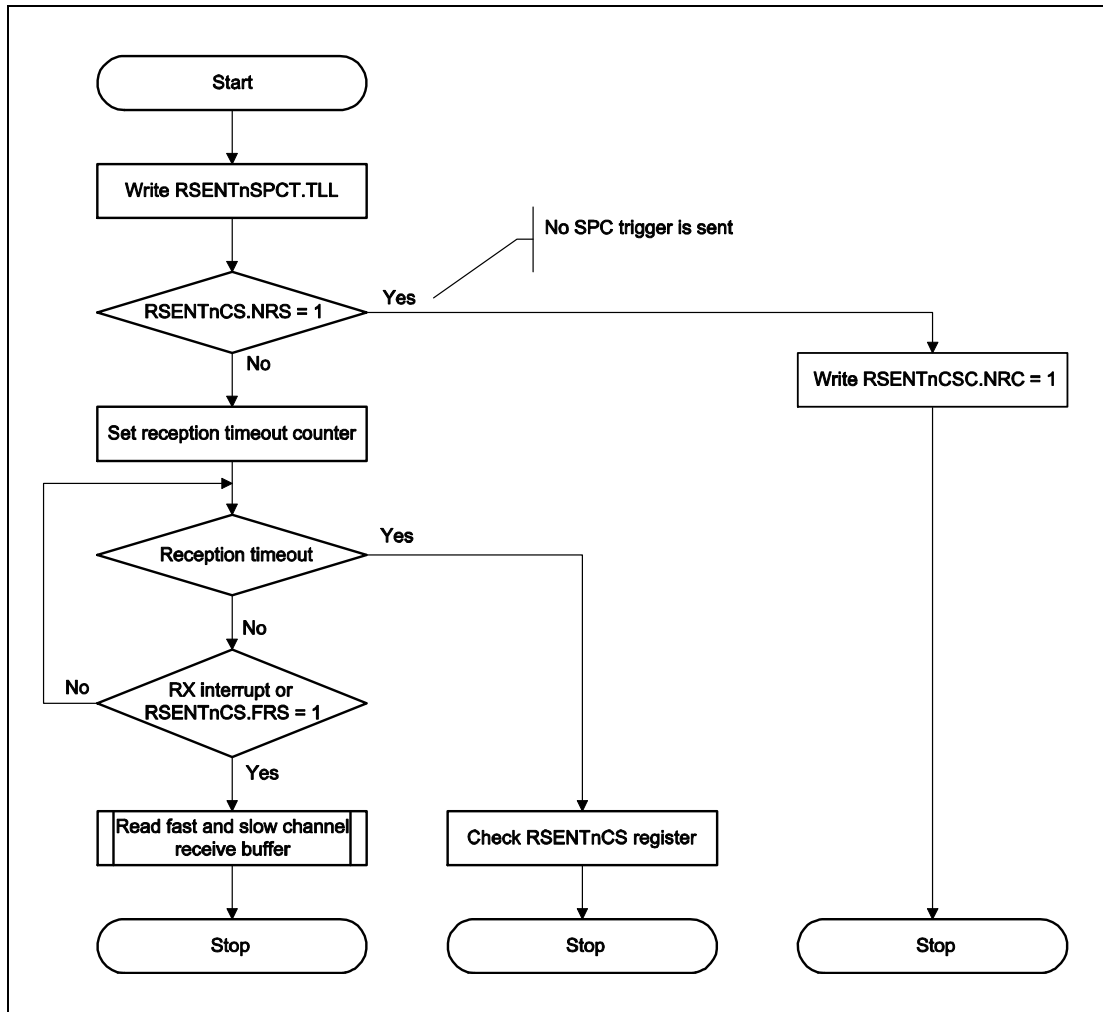 Start
Write RSENTnSPCT.TLL
No SPC trigger is sent
RSENTnCS.NRS = 1
Yes
No
Write RSENTnCSC.NRC = 1
Set reception timeout counter
Reception timeout
Yes
No
RX interrupt or
RSENTnCS.FRS = 1
No
Yes
Read fast and slow channel
receive buffer
Check RSENTnCS register
Stop
Stop
Stop